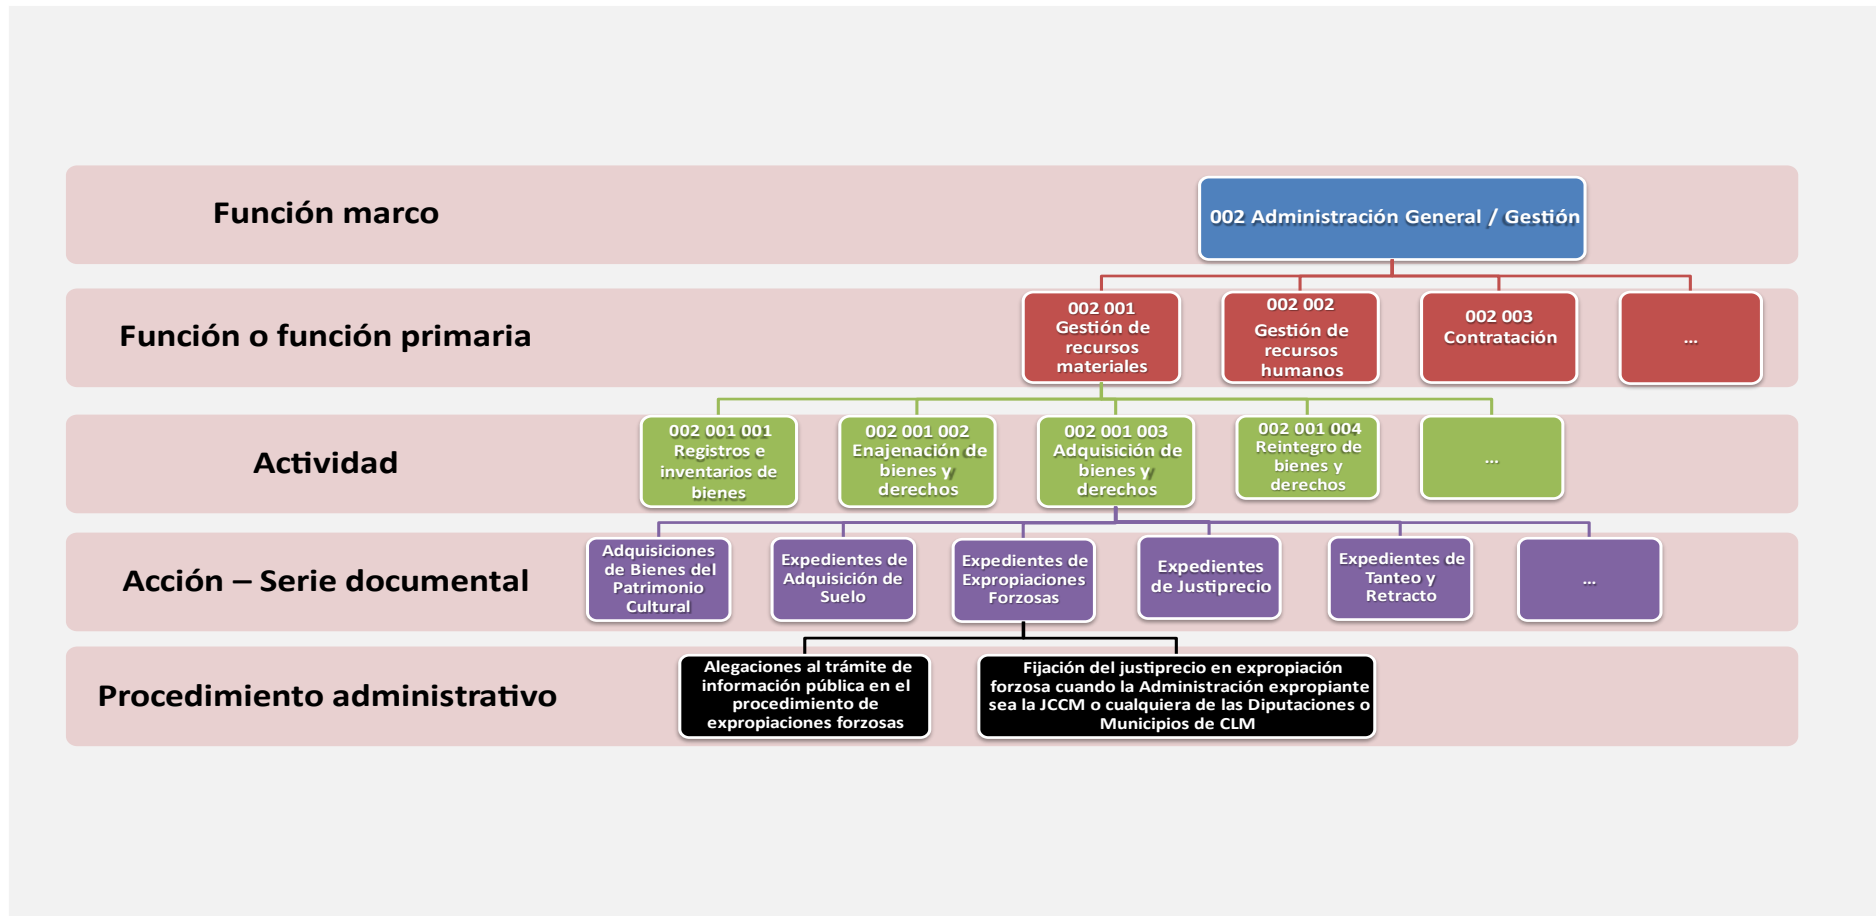 Función marco
002 Administración General / Gestión
Función o función primaria
002 001
Gestión de
recursos
materiales
002 002
Gestión de
recursos
humanos
002 003
Contratación
...
Actividad
002 001 001
Registros e
inventarios de
bienes
002 001 002
Enajenación de
bienes y
derechos
002 001 003
Adquisición de
bienes y
derechos
002 001 004
Reintegro de
bienes y
derechos
...
Acción – Serie documental
Adquisiciones
de Bienes del
Patrimonio
Cultural
Expedientes de
Adquisición de
Suelo
Expedientes de
Expropiaciones
Forzosas
Expedientes
de Justiprecio
Expedientes de
Tanteo y
Retracto
...
Procedimiento administrativo
Alegaciones al trámite de
información pública en el
procedimiento de
expropiaciones forzosas
Fijación del justiprecio en expropiación
forzosa cuando la Administración expropiante
sea la JCCM o cualquiera de las Diputaciones o
Municipios de CLM